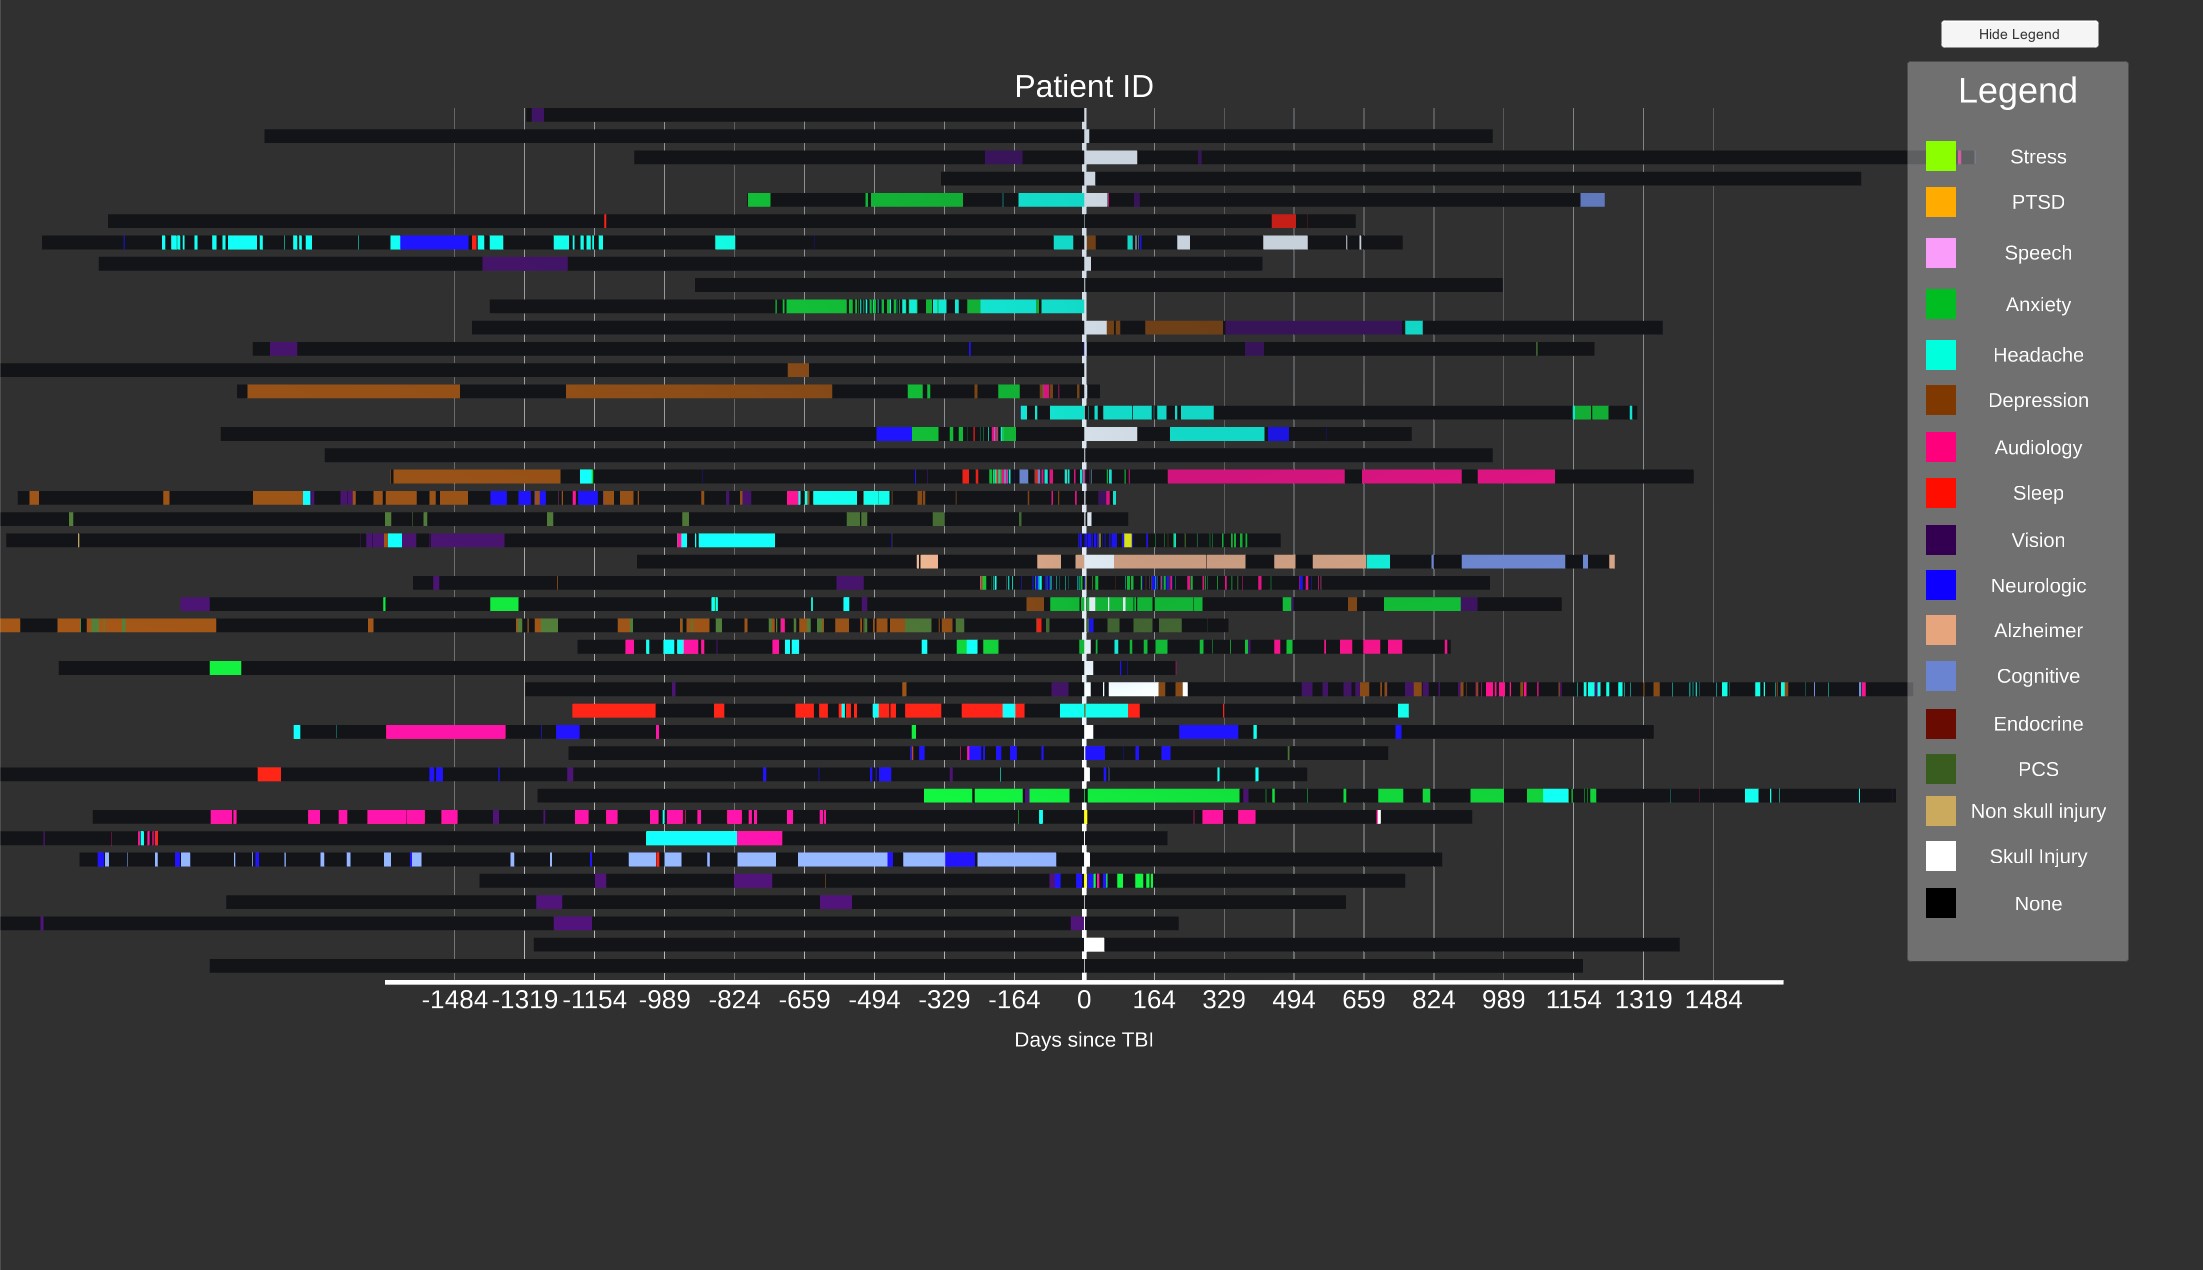 Hide Legend
Patient ID
Legend
Stress
PTSD
Speech
Anxiety
Headache
Depression
Audiology
Sleep
Vision
Neurologic
Alzheimer
Cognitive
Endocrine
PCS
Non skull injury
Skull Injury
None
-1484 -1319 -1154 -989 -824 -659 -494 -329 -164 0 164 329 494 659 824 989 1154 1319 1484
Days since TBI